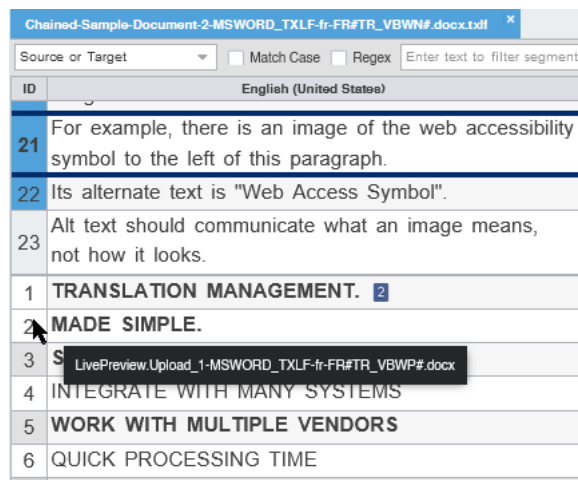 Chained-Sample-Document-2-MSWORD_TXLF-fr-FR#TR_VBWN#.docx.txlf ×
Source or Target Match Case Regex Enter text to filter segment
ID English (United States)
21 For example, there is an image of the web accessibility
symbol to the left of this paragraph.
22 Its alternate text is "Web Access Symbol".
23 Alt text should communicate what an image means,
not how it looks.
1 TRANSLATION MANAGEMENT. 2
2 MADE SIMPLE.
3 S
LivePreview.Upload_1-MSWORD_TXLF-fr-FR#TR_VBWP#.docx
4 INTEGRATE WITH MANY SYSTEMS
5 WORK WITH MULTIPLE VENDORS
6 QUICK PROCESSING TIME